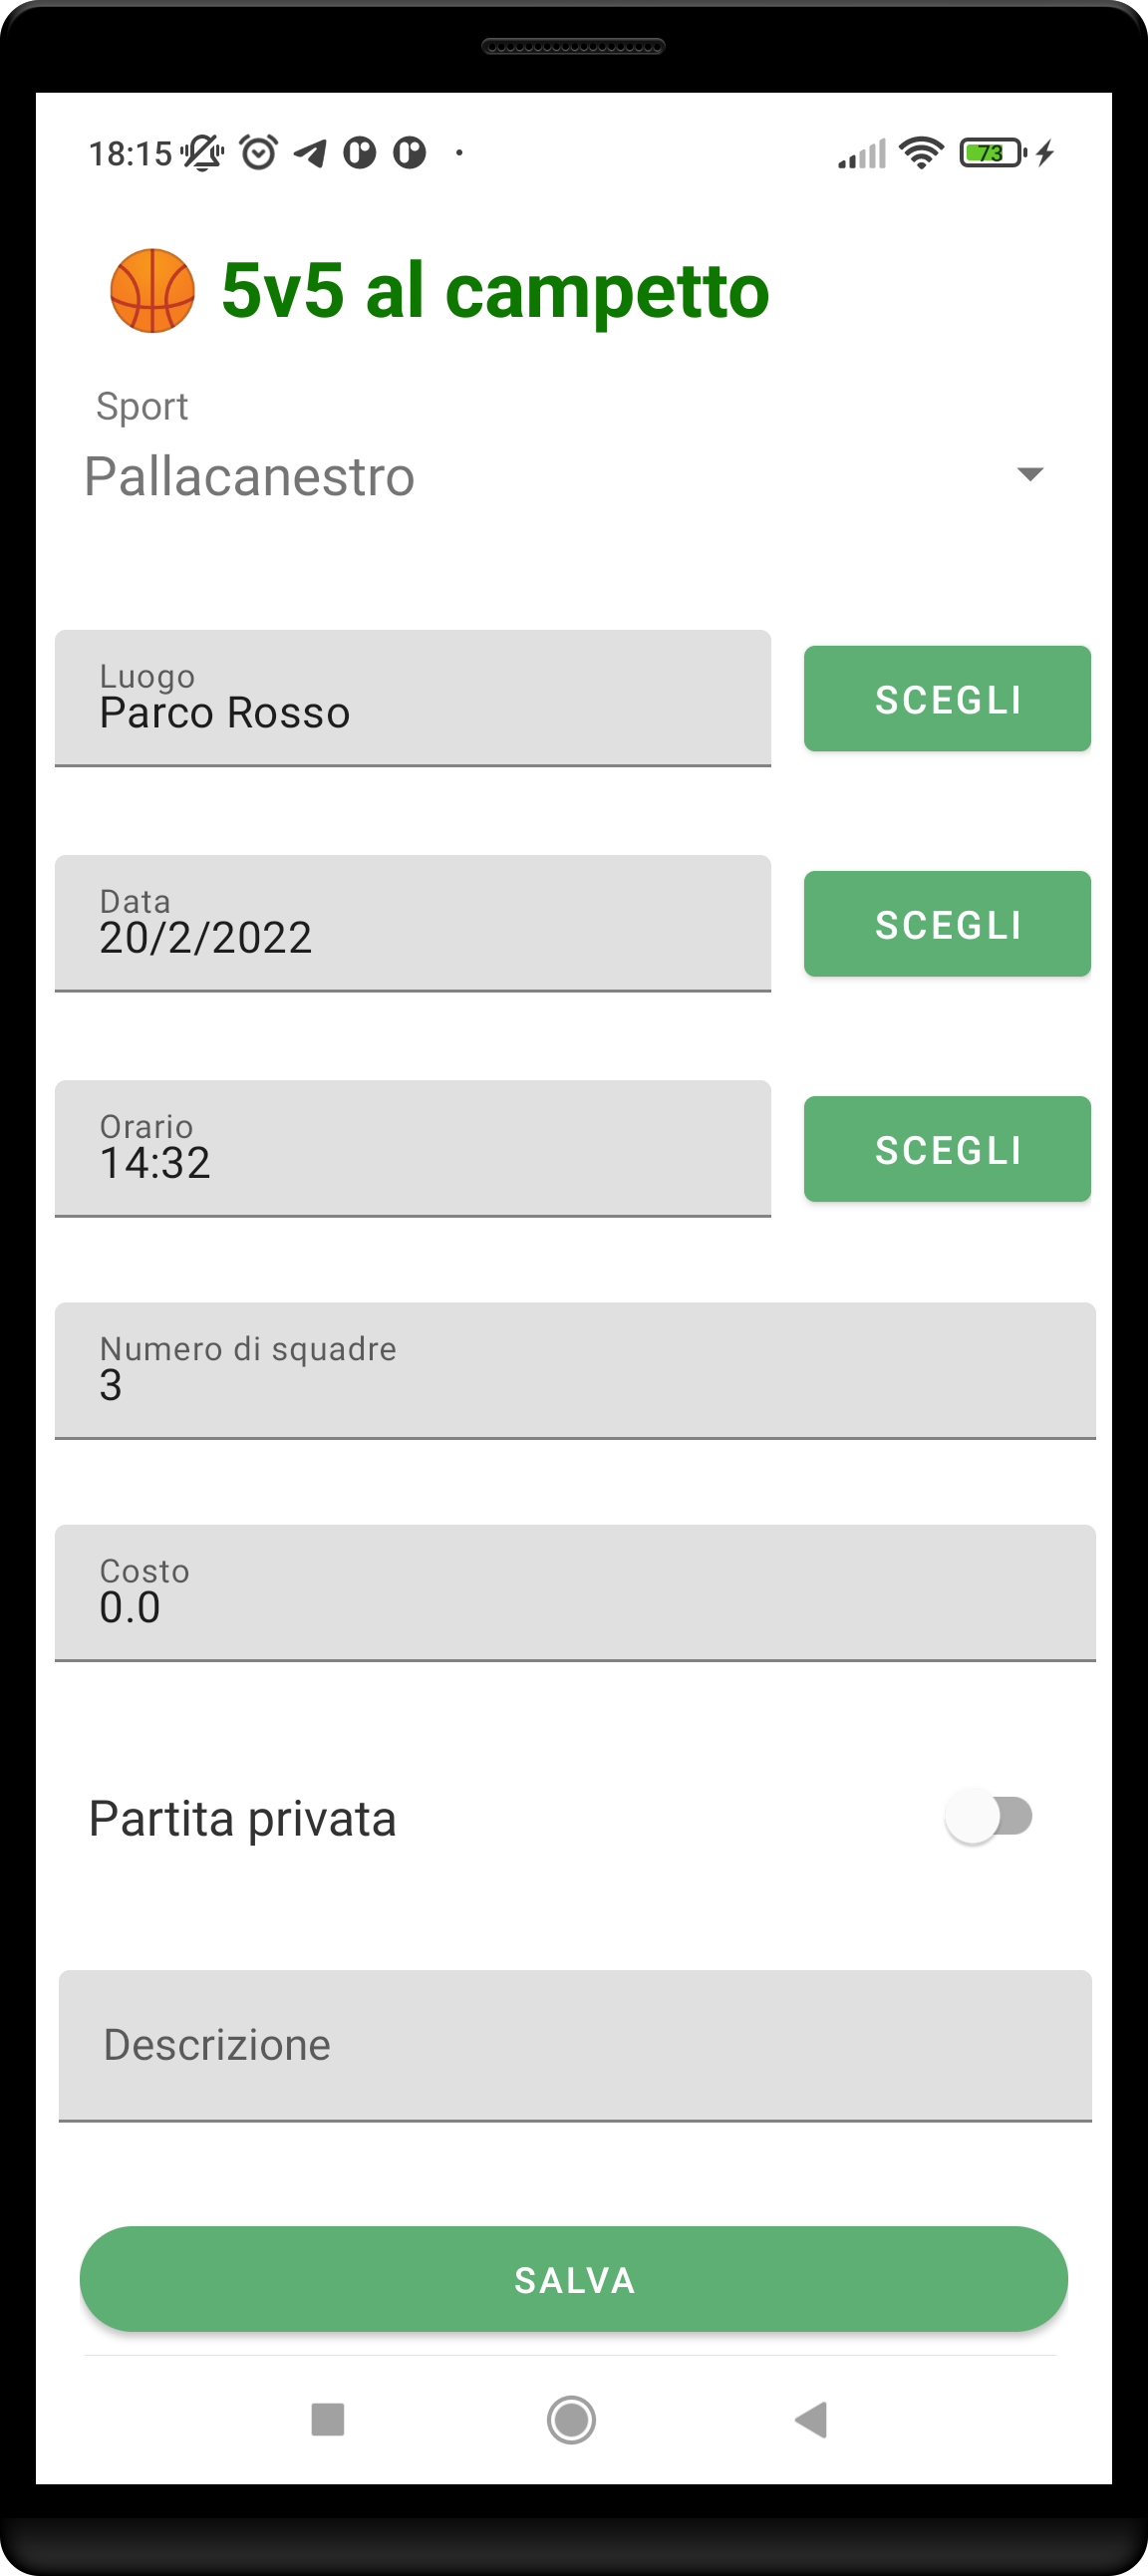 18:15
73
5v5 al campetto
Sport
Pallacanestro
Luogo
Parco Rosso
SCEGLI
Data
20/2/2022
SCEGLI
Orario
14:32
SCEGLI
Numero di squadre
3
Costo
0.0
Partita privata
Descrizione
SALVA